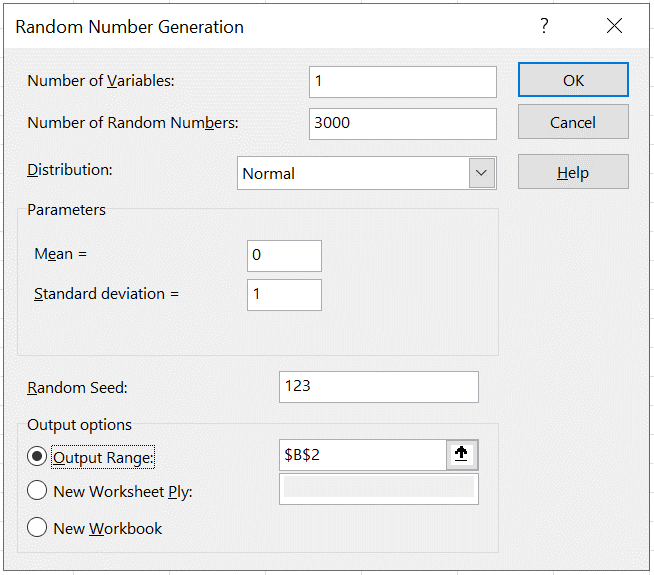 Random Number Generation ?
Number of Variables: 1 OK
Number of Random Numbers: 3000 Cancel
Distribution: Normal Help
Parameters
Mean = 0
Standard deviation = 1
Random Seed: 123
Output options
Output Range: $B$2
New Worksheet Ply:
New Workbook